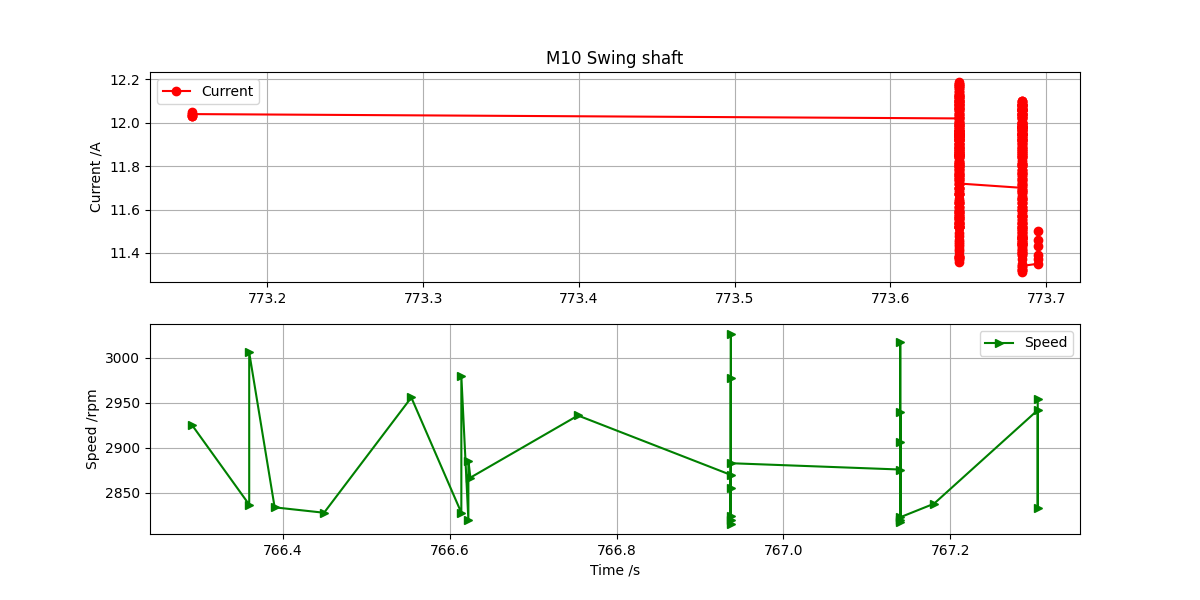 M10 Swing shaft
Current
Current /A
12.2
12.0
11.8
11.6
11.4
773.2 773.3 773.4 773.5 773.6 773.7
Speed
Speed /rpm
3000
2950
2900
2850
766.4 766.6 766.8 767.0 767.2
Time /s